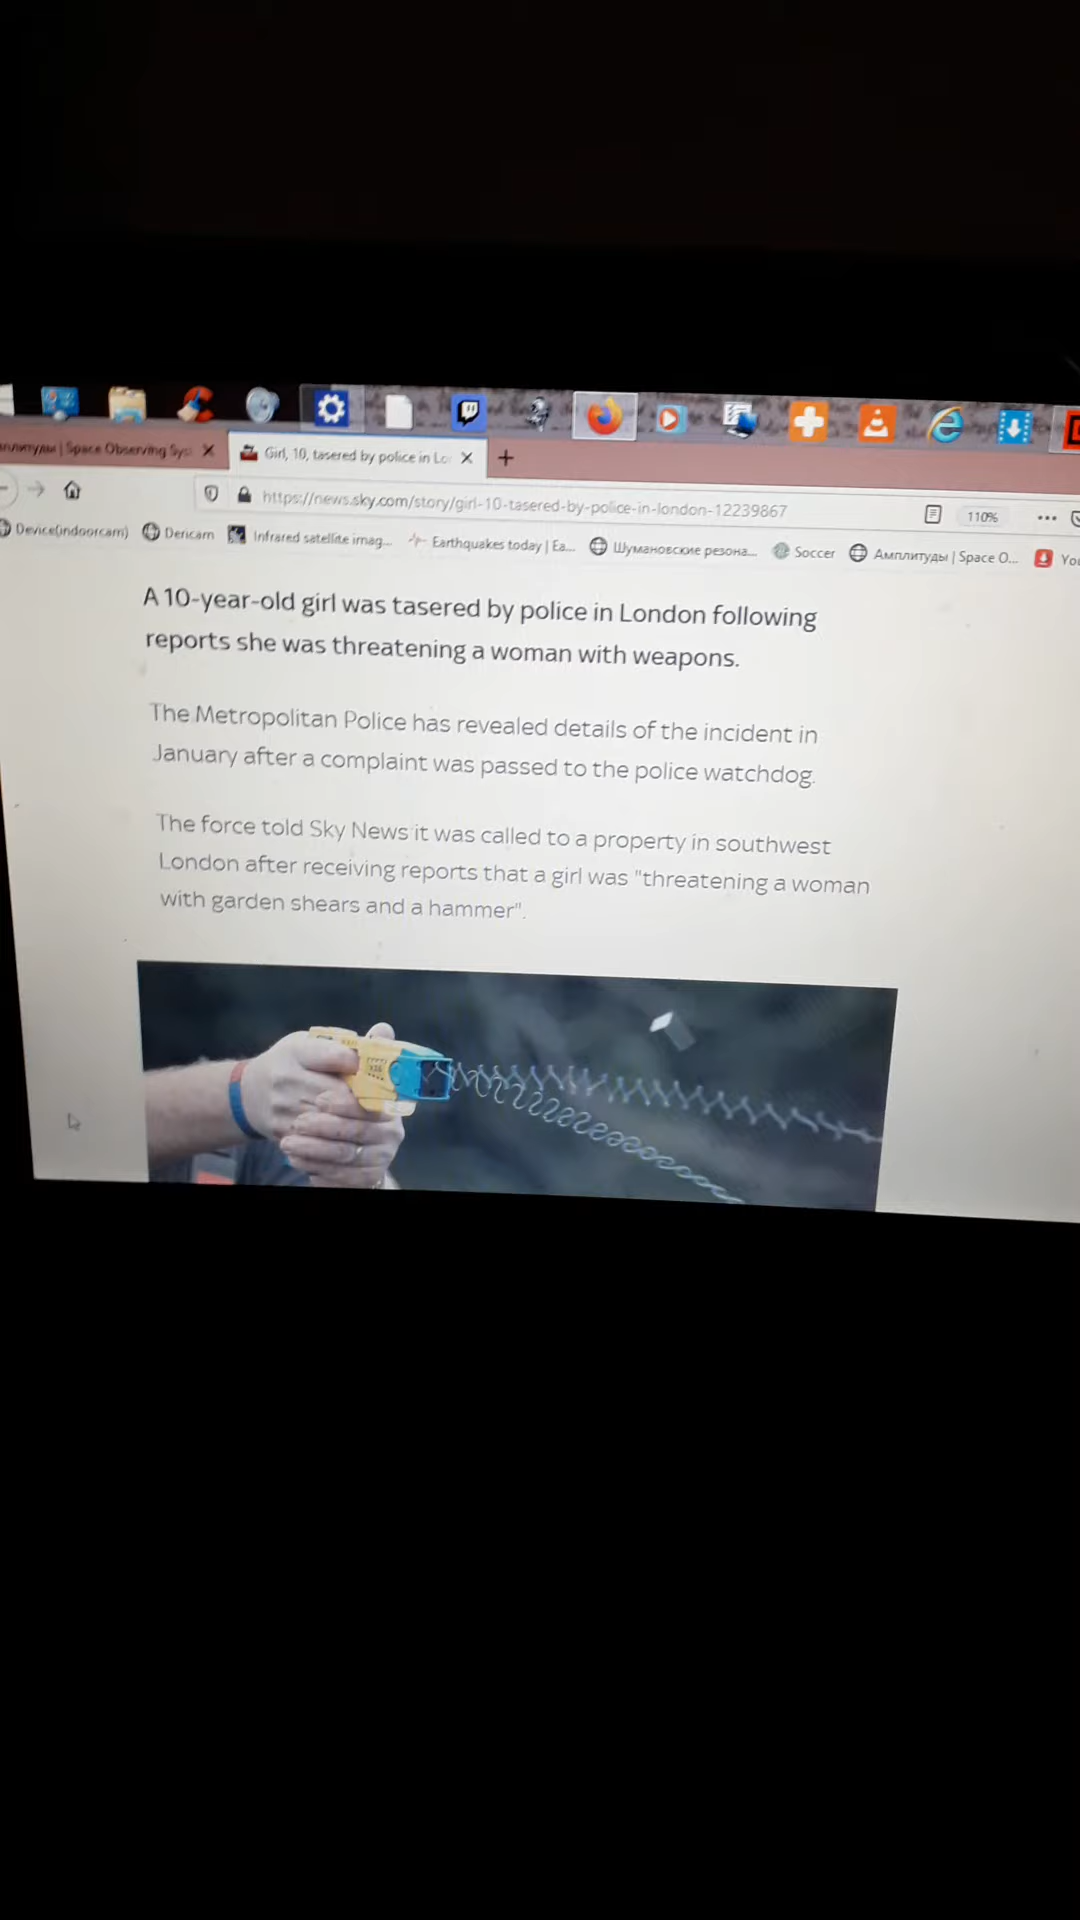 Space Observing Sys
Girl, 10, tasered by police in Lo
https://news.sky.com/story/girl-10-tasered-by-police-in-london-12239867
110%
Device(indoorcam)
Dericam
Infrared satellite imag...
Earthquakes today | Ea...
Шумановские резона...
Soccer
Амплитуды | Space O...
You
A 10-year-old girl was tasered by police in London following
reports she was threatening a woman with weapons.
The Metropolitan Police has revealed details of the incident in
January after a complaint was passed to the police watchdog.
The force told Sky News it was called to a property in southwest
London after receiving reports that a girl was "threatening a woman
with garden shears and a hammer".